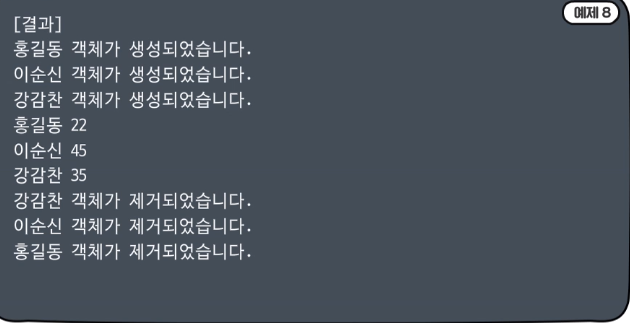 예제 8
[결과]
홍길동 객체가 생성되었습니다.
이순신 객체가 생성되었습니다.
강감찬 객체가 생성되었습니다.
홍길동 22
이순신 45
강감찬 35
강감찬 객체가 제거되었습니다.
이순신 객체가 제거되었습니다.
홍길동 객체가 제거되었습니다.